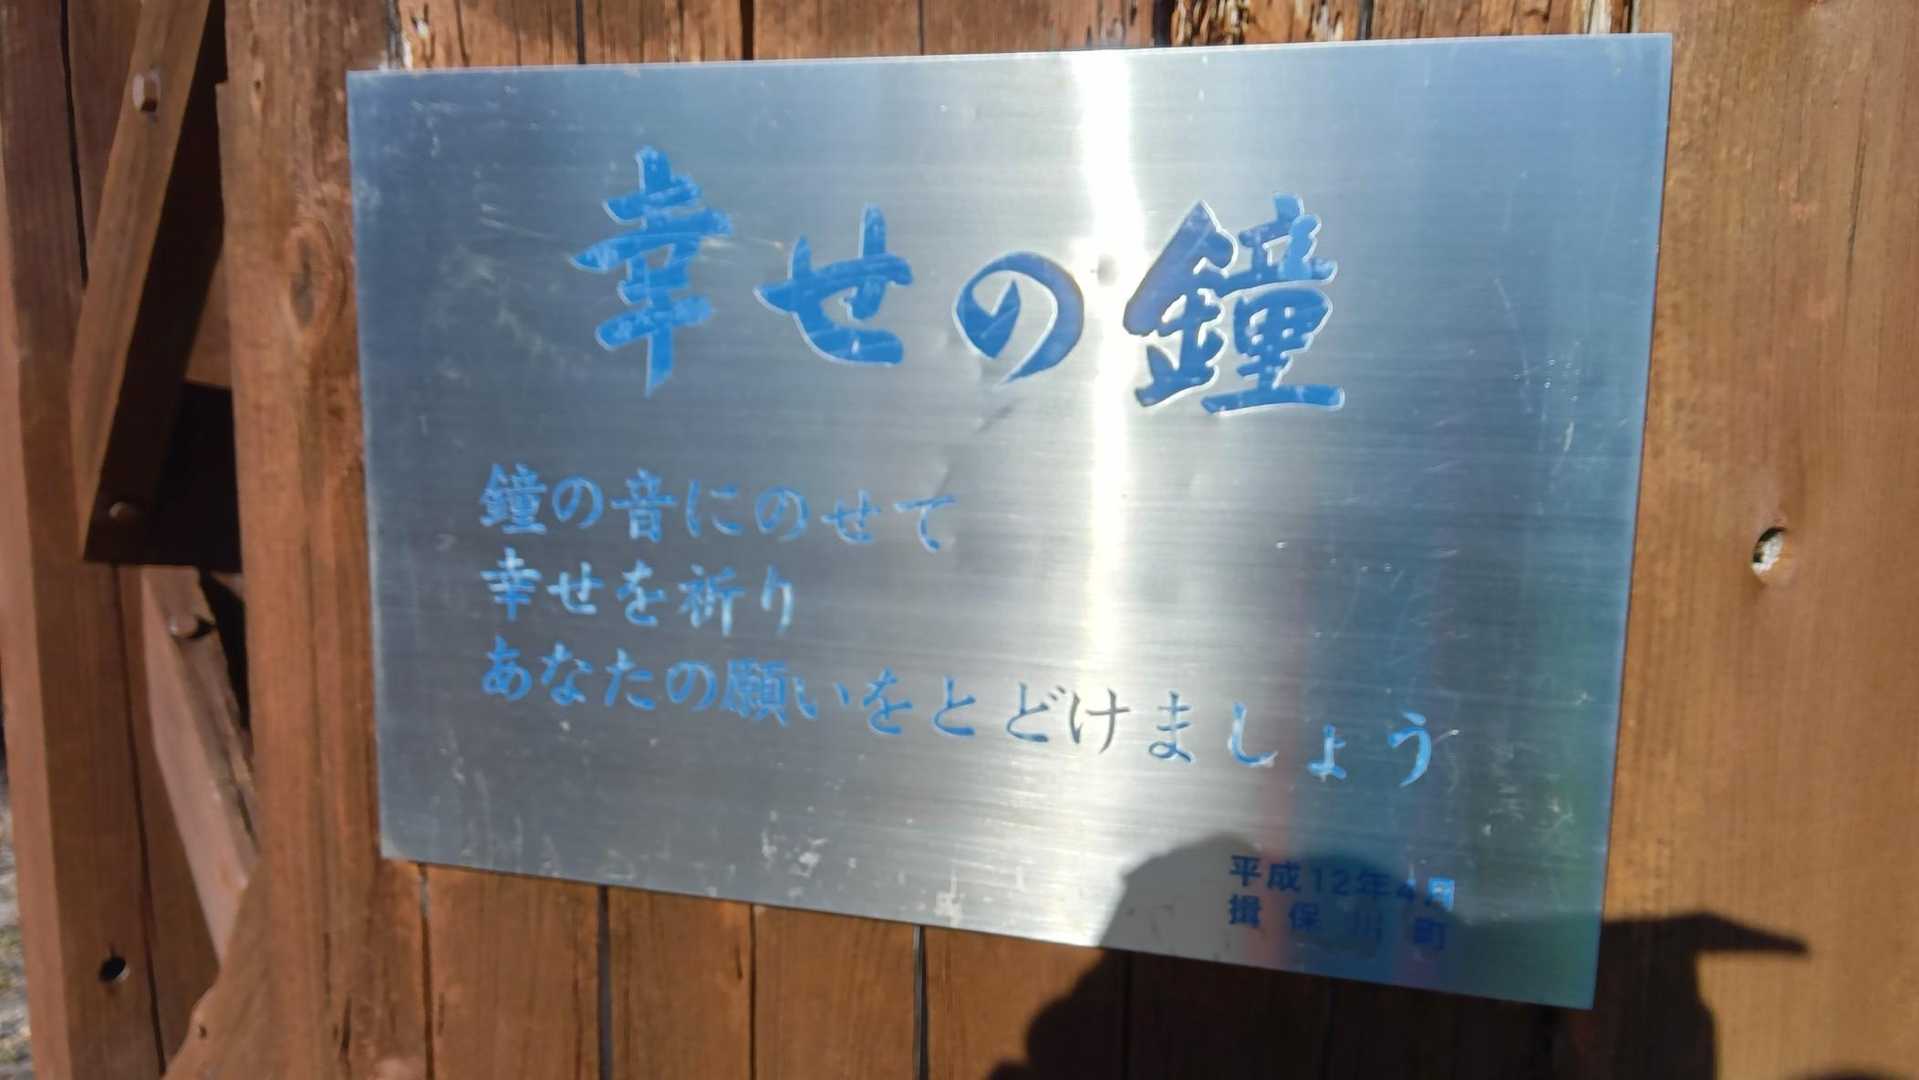 幸せの鐘
鐘の音にのせて
幸せを祈り
あなたの願いをとどけましょう
平成12年4月
揖保川町